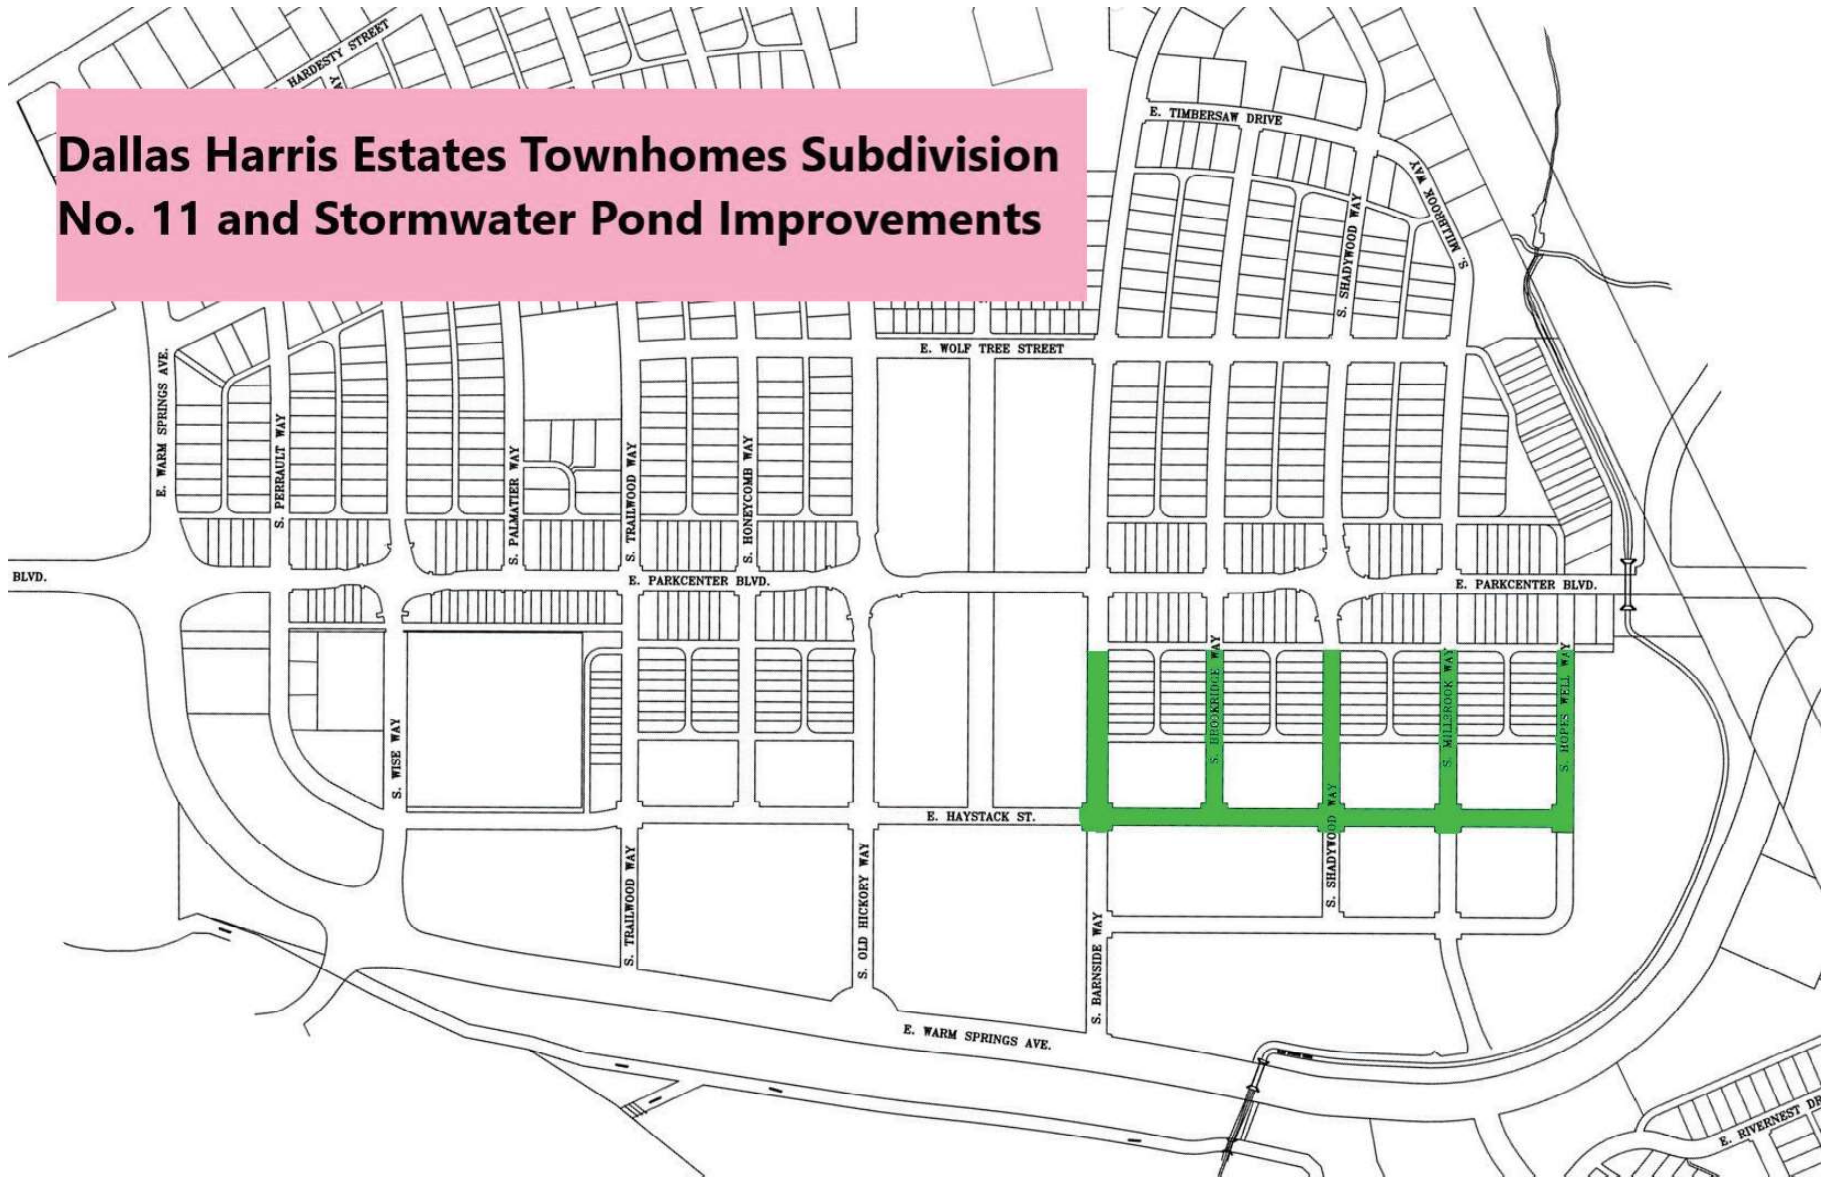 HARDESTY STREET
Dallas Harris Estates Townhomes Subdivision
No. 11 and Stormwater Pond Improvements
E. TIMBERSAW DRIVE
S. MILLBROOK WAY
S. SHADYWOOD WAY
E. WOLF TREE STREET
E. WARM SPRINGS AVE.
S. PERRAULT WAY
S. PALMATIER WAY
S. TRAILWOOD WAY
S. HONEYCOMB WAY
BLVD.
E. PARKCENTER BLVD.
E. PARKCENTER BLVD.
S. BROOKRIDGE WAY
S. MILLBROOK WAY
S. HOPES WELL WAY
S. WISE WAY
E. HAYSTACK ST.
S. SHADYWOOD WAY
S. TRAILWOOD WAY
S. OLD HICKORY WAY
S. BARNSIDE WAY
E. WARM SPRINGS AVE.
E. RIVERNEST DR